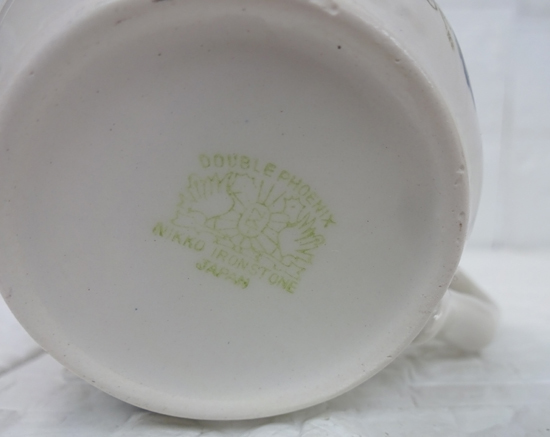 DOUBLE PHOENIX
NIKKO IRONSTONE
JAPAN